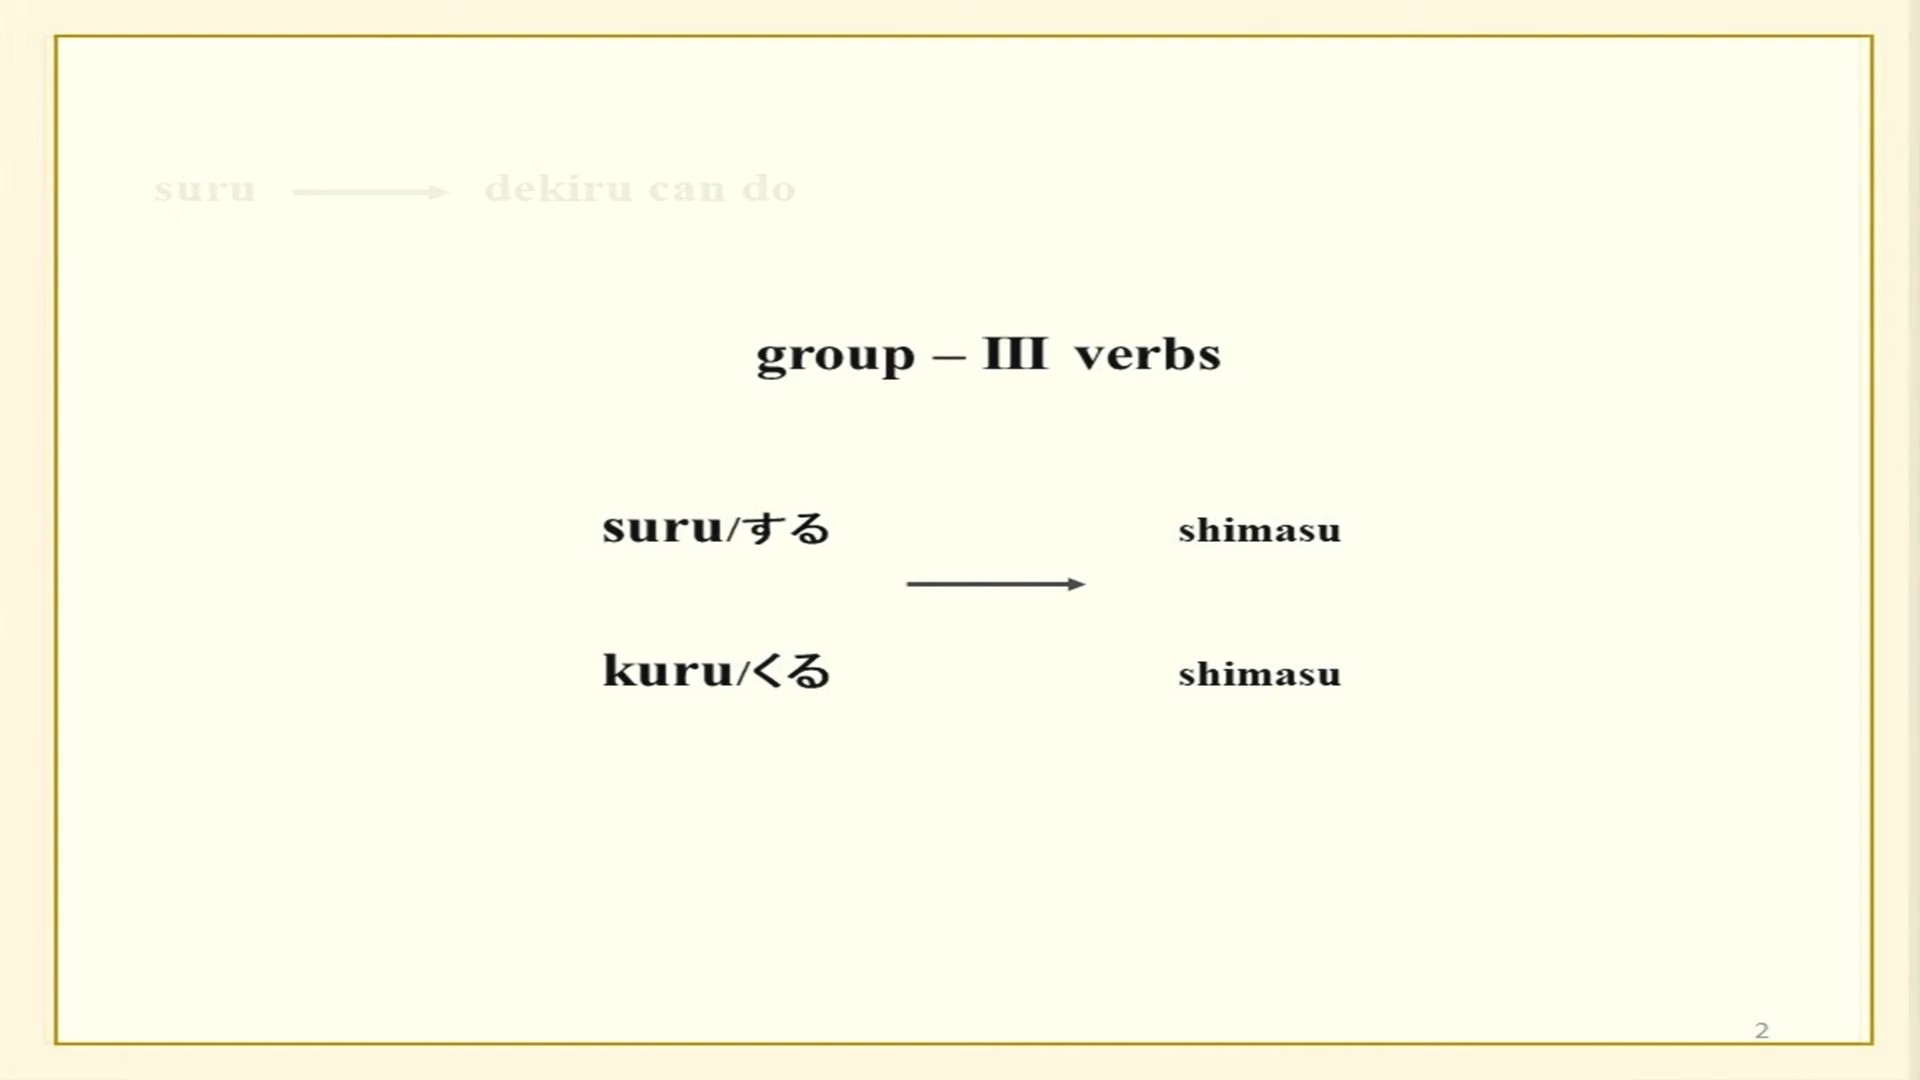 suru → dekiru can do
group – III verbs
suru/する shimasu
→
kuru/くる shimasu
2